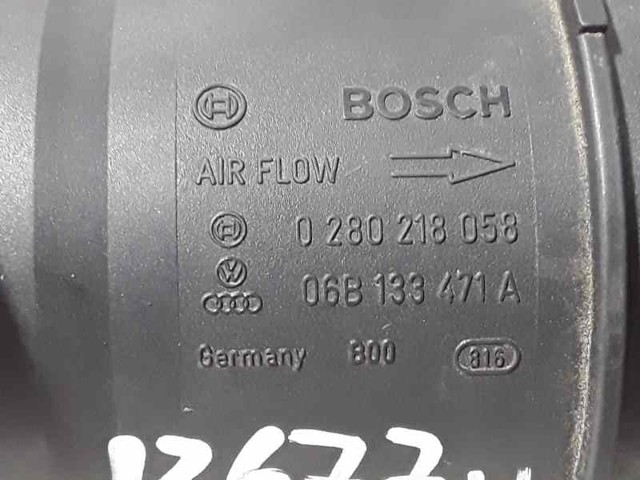 BOSCH
AIR FLOW
0 280 218 058
06B 133 471 A
Germany 800 816